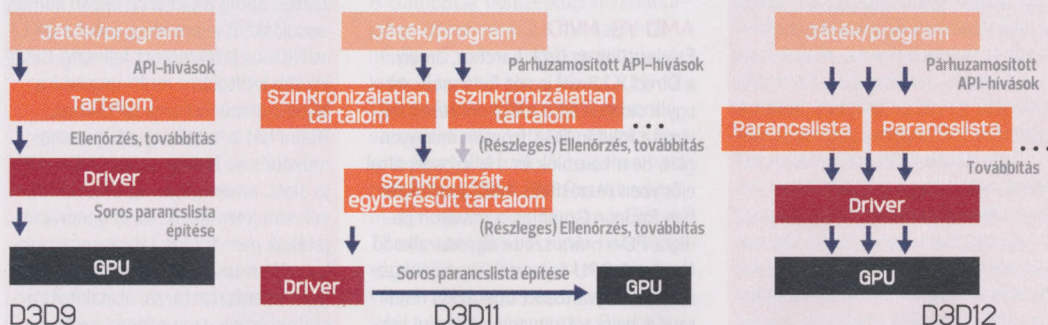 Játék/program
API-hívások
Tartalom
Ellenőrzés, továbbítás
Driver
Soros parancslista
építése
GPU
D3D9
Játék/program
Párhuzamosított API-hívások
Szinkronizálatlan
tartalom
Szinkronizálatlan
tartalom
...
(Részleges) Ellenőrzés, továbbítás
Szinkronizált,
egybefésült tartalom
(Részleges) Ellenőrzés, továbbítás
Driver
Soros parancslista építése
GPU
D3D11
Játék/program
Párhuzamosított
API-hívások
Parancslista
Parancslista
...
Továbbítás
Driver
GPU
D3D12